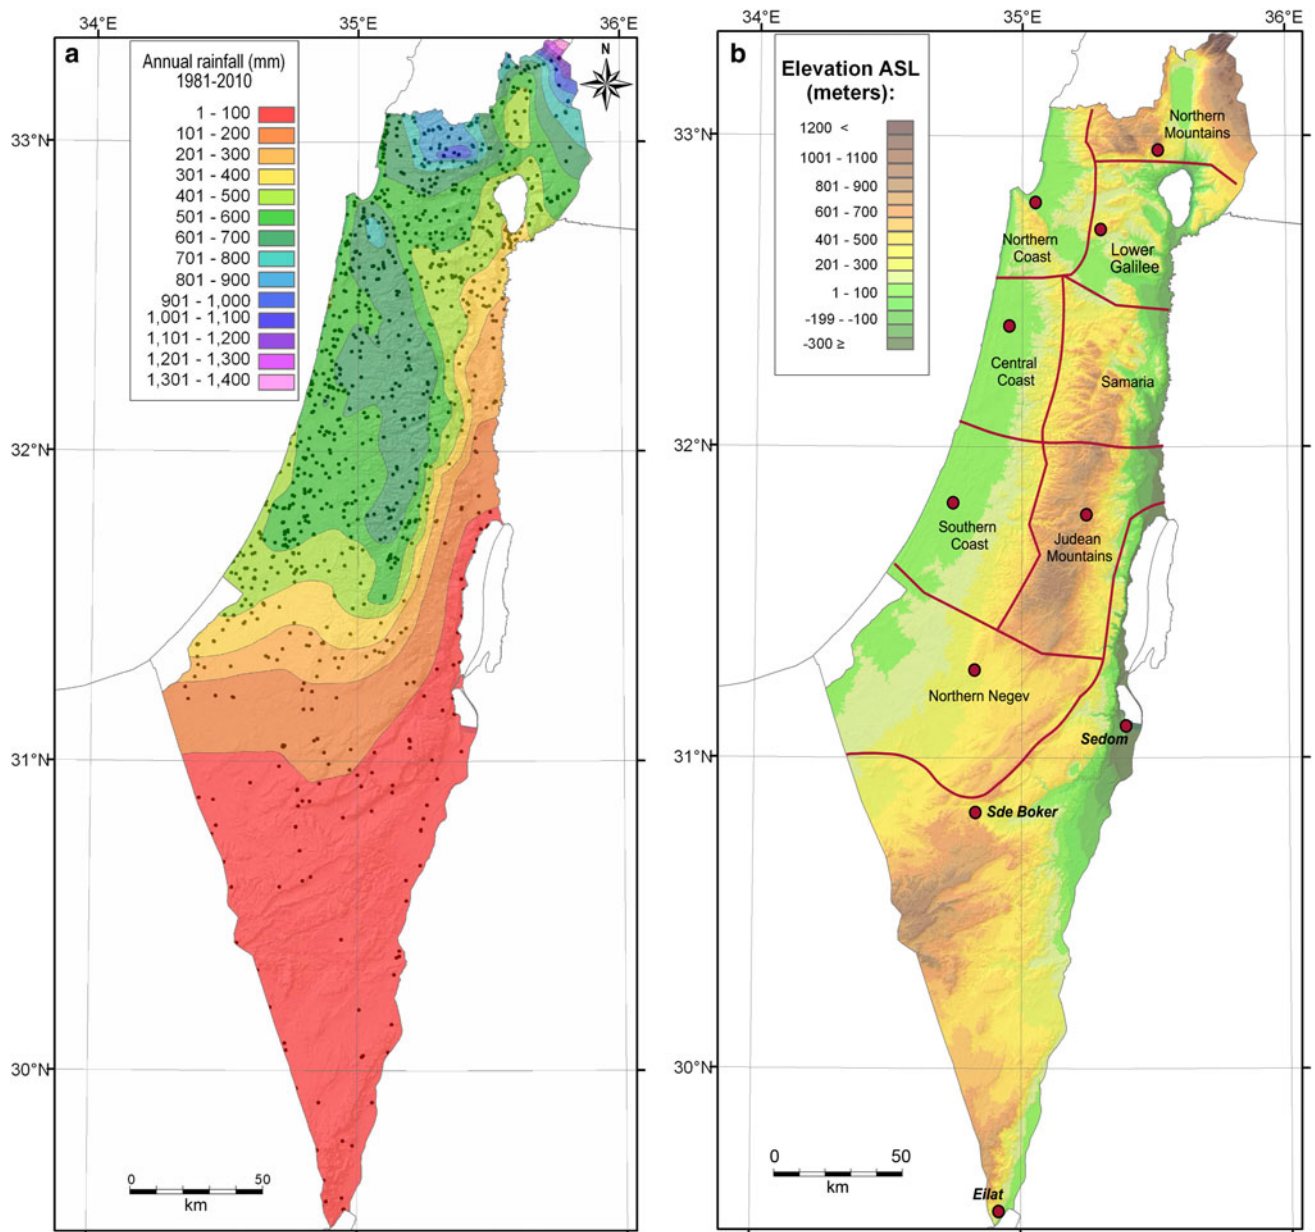 34°E
35°E
36°E
a
Annual rainfall (mm)
1981-2010
1 - 100
101 - 200
201 - 300
301 - 400
401 - 500
501 - 600
601 - 700
701 - 800
801 - 900
901 - 1,000
1,001 - 1,100
1,101 - 1,200
1,201 - 1,300
1,301 - 1,400
N
33°N
32°N
31°N
30°N
0
50
km
34°E
35°E
36°E
b
Elevation ASL
(meters):
1200 <
1001 - 1100
801 - 900
601 - 700
401 - 500
201 - 300
1 - 100
-199 - -100
-300 ≥
33°N
32°N
31°N
30°N
Northern
Mountains
Northern
Coast
Lower
Galilee
Central
Coast
Samaria
Southern
Coast
Judean
Mountains
Northern Negev
Sedom
Sde Boker
Eilat
0
50
km